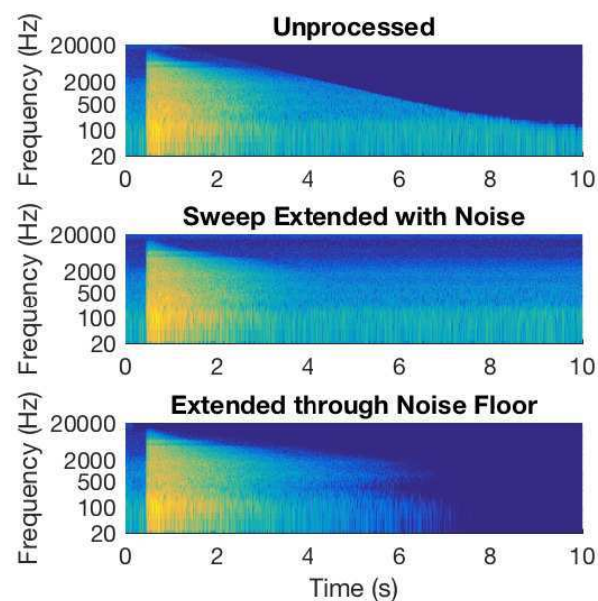 Unprocessed
Frequency (Hz)
20000
2000
500
100
20
0 2 4 6 8 10
Sweep Extended with Noise
Frequency (Hz)
20000
2000
500
100
20
0 2 4 6 8 10
Extended through Noise Floor
Frequency (Hz)
20000
2000
500
100
20
0 2 4 6 8 10
Time (s)